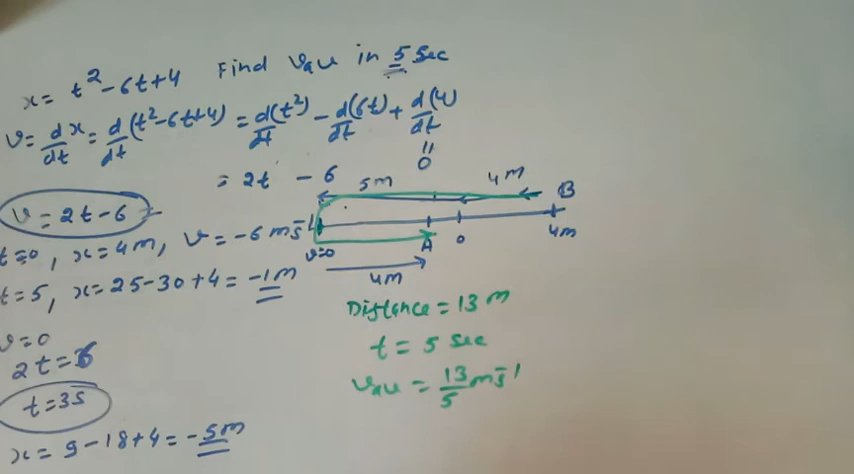 x = t² - 6t + 4 Find vav in 5 Sec
v = d/dt x = d/dt (t² - 6t + 4) = d(t²)/dt - d(6t)/dt + d(4)/dt
"
0
= 2t - 6
v = 2t - 6
5m 4m B
A 0 4m
v=0
4m
t=0, x = 4m, v = -6 ms⁻¹
t = 5, x = 25 - 30 + 4 = -1m
v = 0
2t = 6
t = 3s
x = 9 - 18 + 4 = -5m
Distance = 13 m
t = 5 sec
vav = 13/5 ms⁻¹